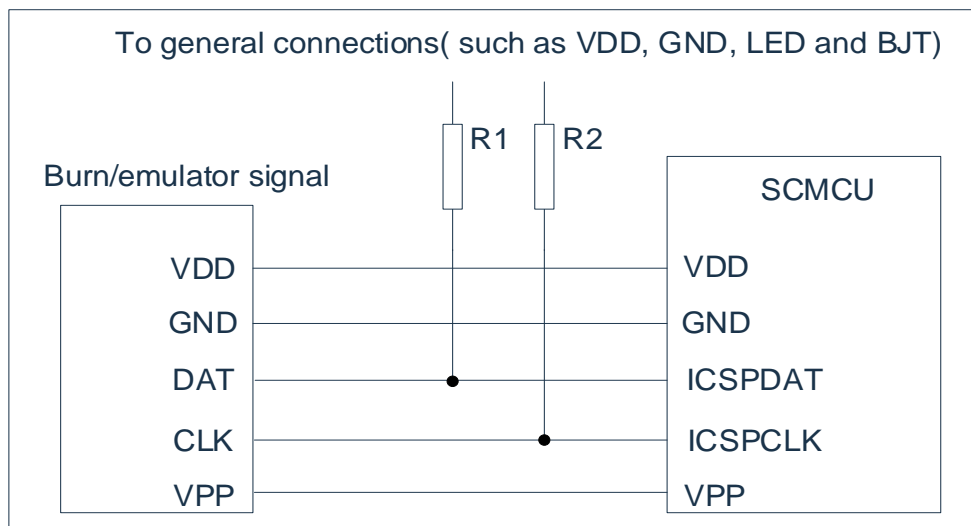 To general connections( such as VDD, GND, LED and BJT)
R1
R2
Burn/emulator signal
SCMCU
VDD
VDD
GND
GND
DAT
ICSPDAT
CLK
ICSPCLK
VPP
VPP